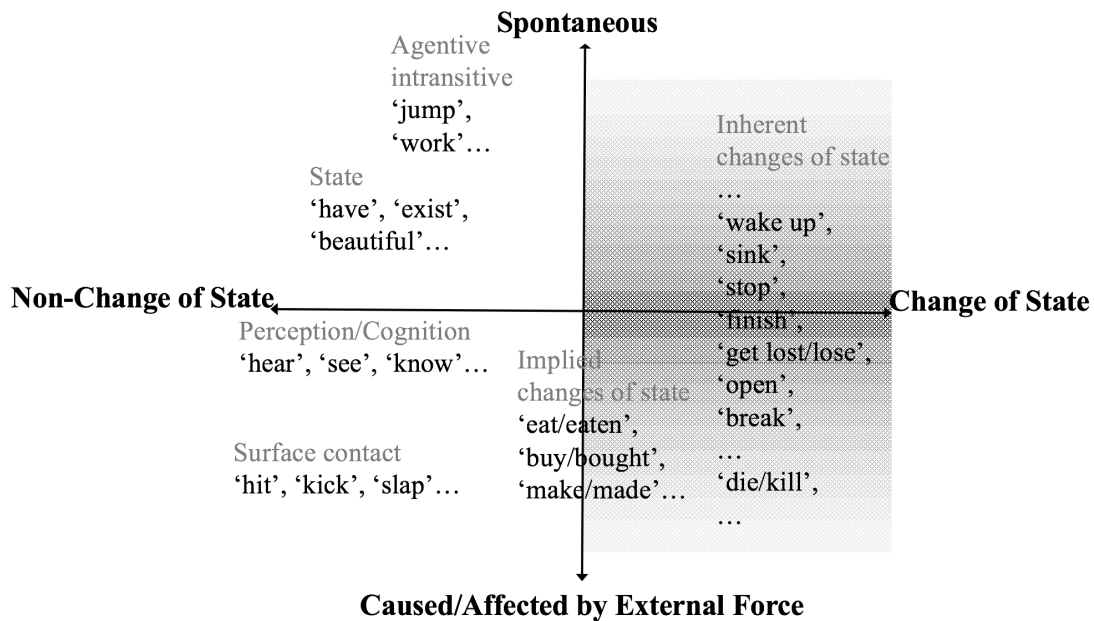 Spontaneous
Agentive
intransitive
‘jump’,
‘work’…
State
‘have’, ‘exist’,
‘beautiful’…
Inherent
changes of state
…
‘wake up’,
‘sink’,
‘stop’,
‘finish’,
‘get lost/lose’,
‘open’,
‘break’,
…
‘die/kill’,
…
Non-Change of State
Change of State
Perception/Cognition
‘hear’, ‘see’, ‘know’…
Implied
changes of state
‘eat/eaten’,
‘buy/bought’,
‘make/made’…
Surface contact
‘hit’, ‘kick’, ‘slap’…
Caused/Affected by External Force